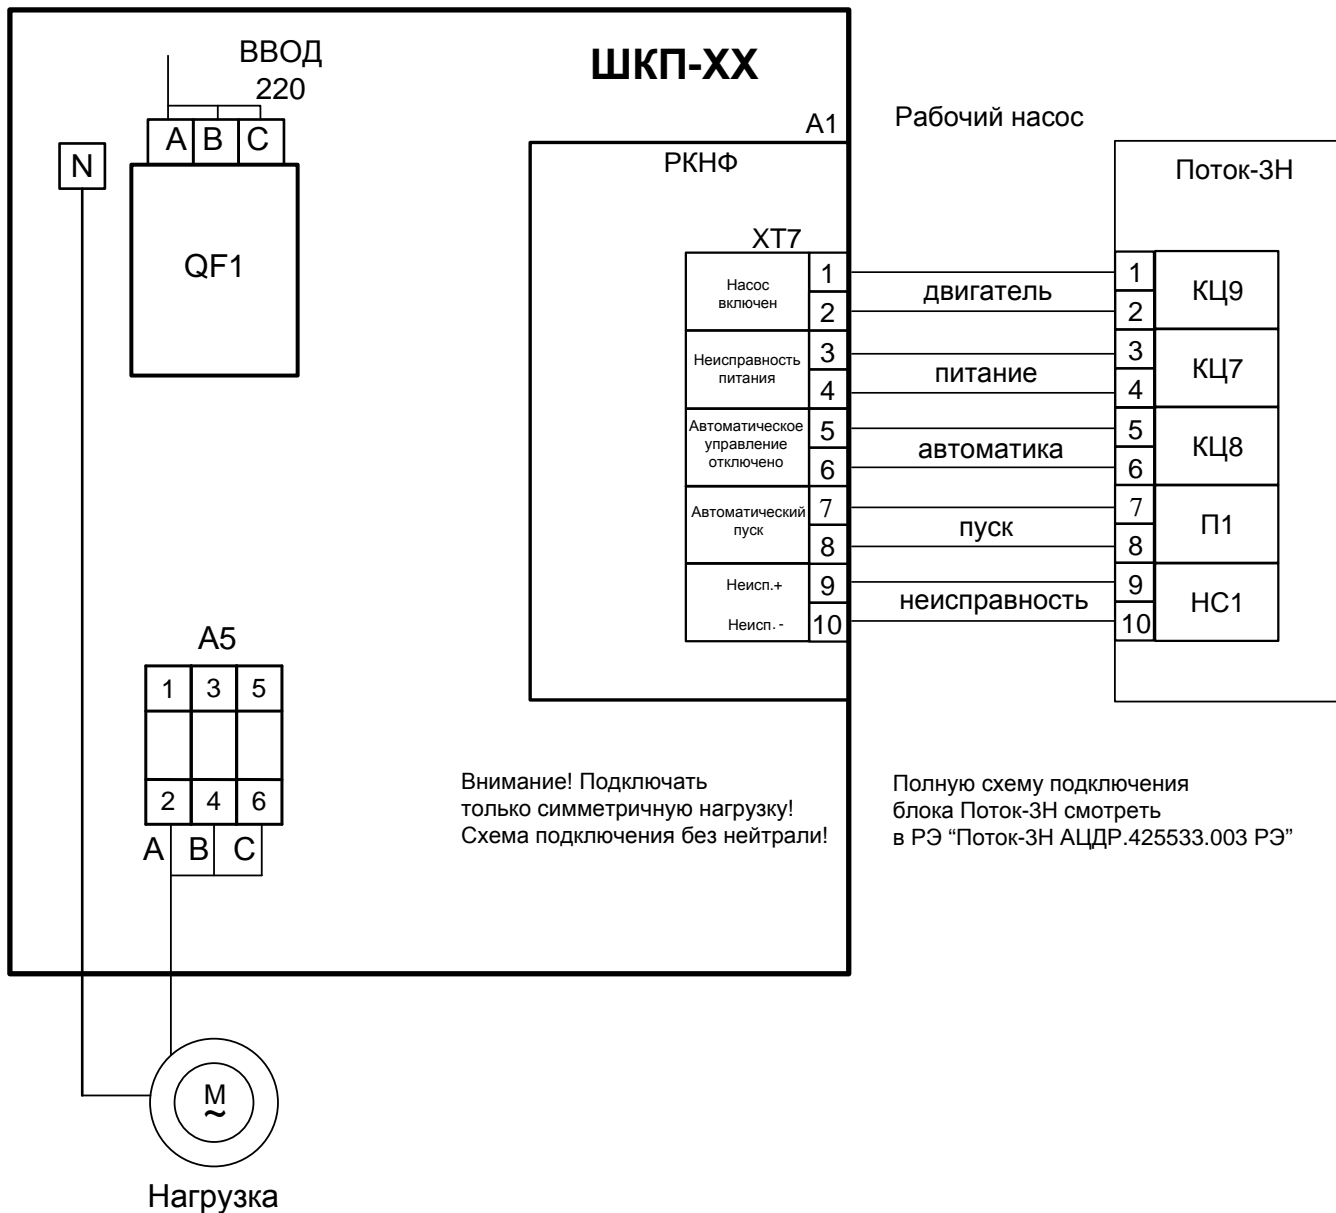 ВВОД
220
ШКП-ХХ
A B C
N
QF1
А1
РКНФ
Рабочий насос
Поток-3Н
ХТ7
Насос
включен
1
2
двигатель
1
2
КЦ9
Неисправность
питания
3
4
питание
3
4
КЦ7
Автоматическое
управление
отключено
5
6
автоматика
5
6
КЦ8
Автоматический
пуск
7
8
пуск
7
8
П1
Неисп.+
Неисп.-
9
10
неисправность
9
10
НС1
А5
1 3 5
2 4 6
А В С
Внимание! Подключать
только симметричную нагрузку!
Схема подключения без нейтрали!
Полную схему подключения
блока Поток-3Н смотреть
в РЭ “Поток-3Н АЦДР.425533.003 РЭ”
М
~
Нагрузка